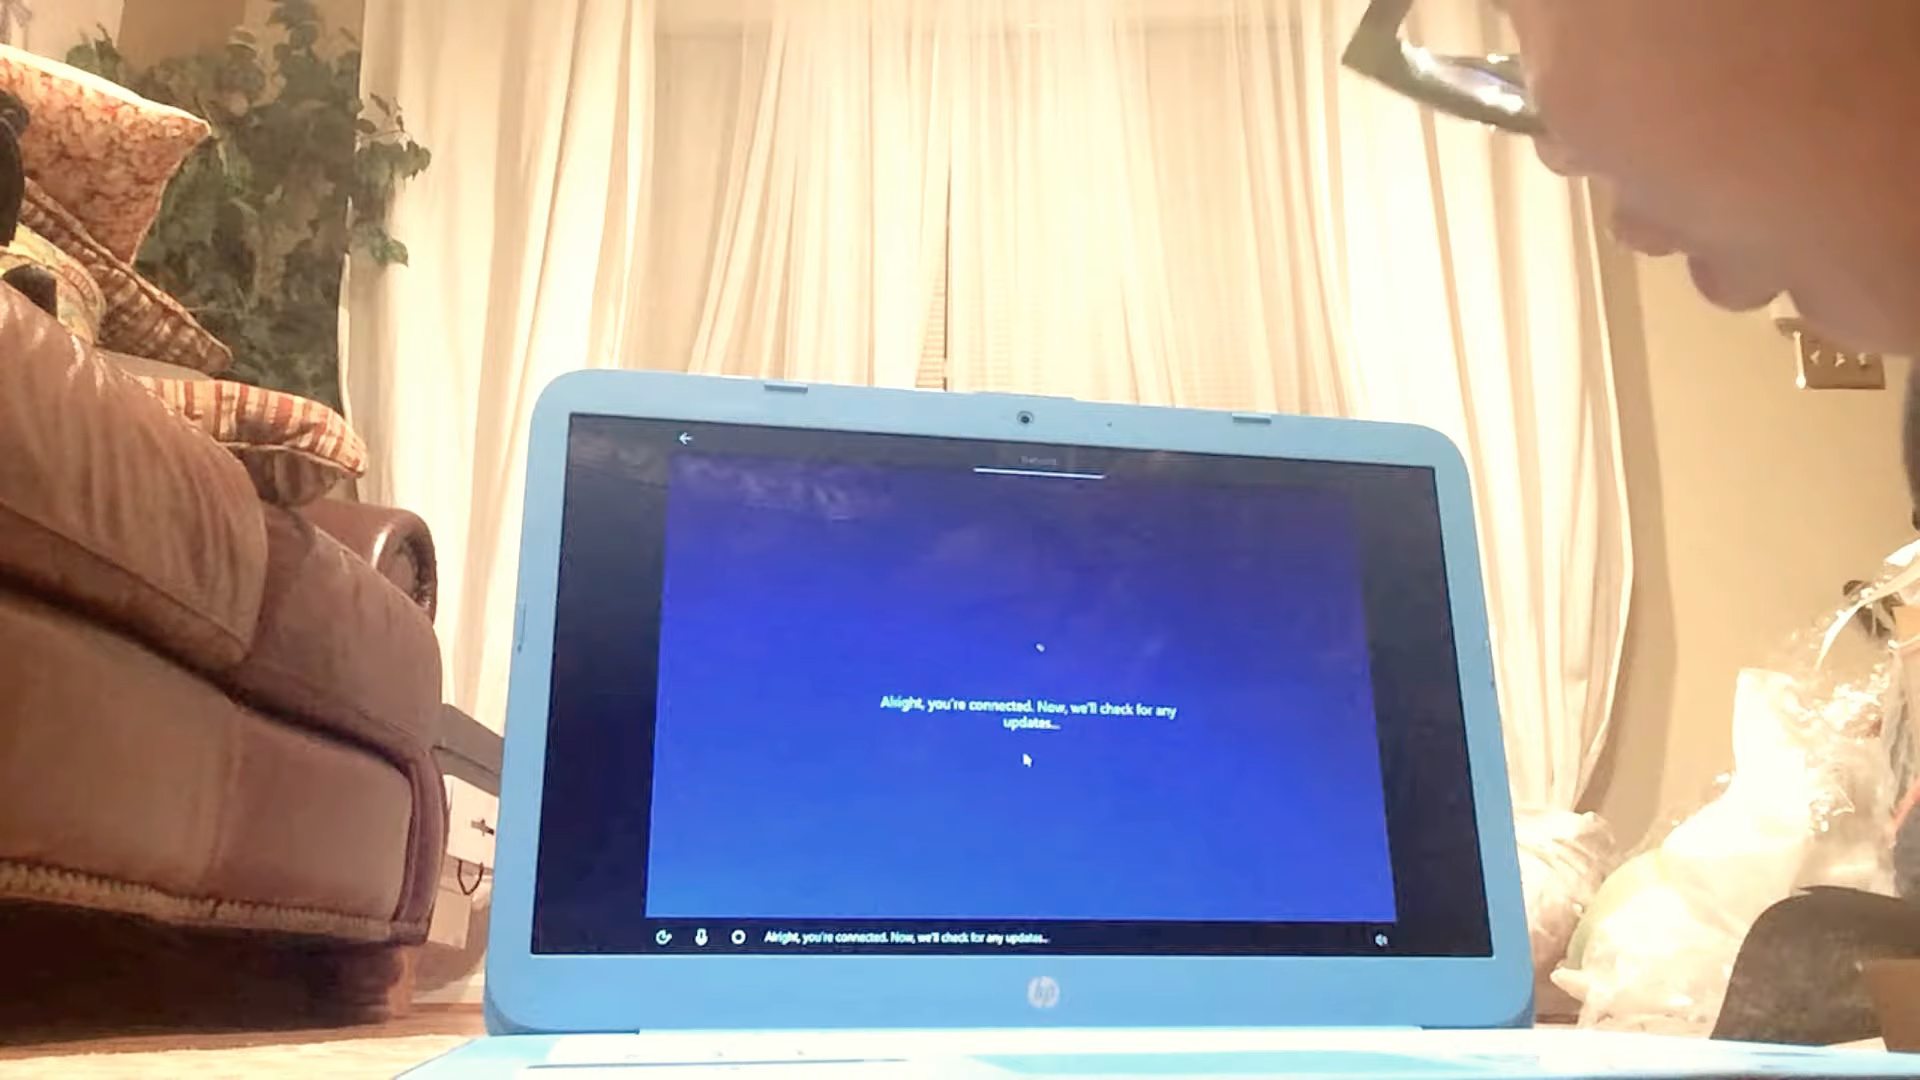 Alright, you're connected. Now, we'll check for any
updates...
Alright, you're connected. Now, we'll check for any updates...
hp